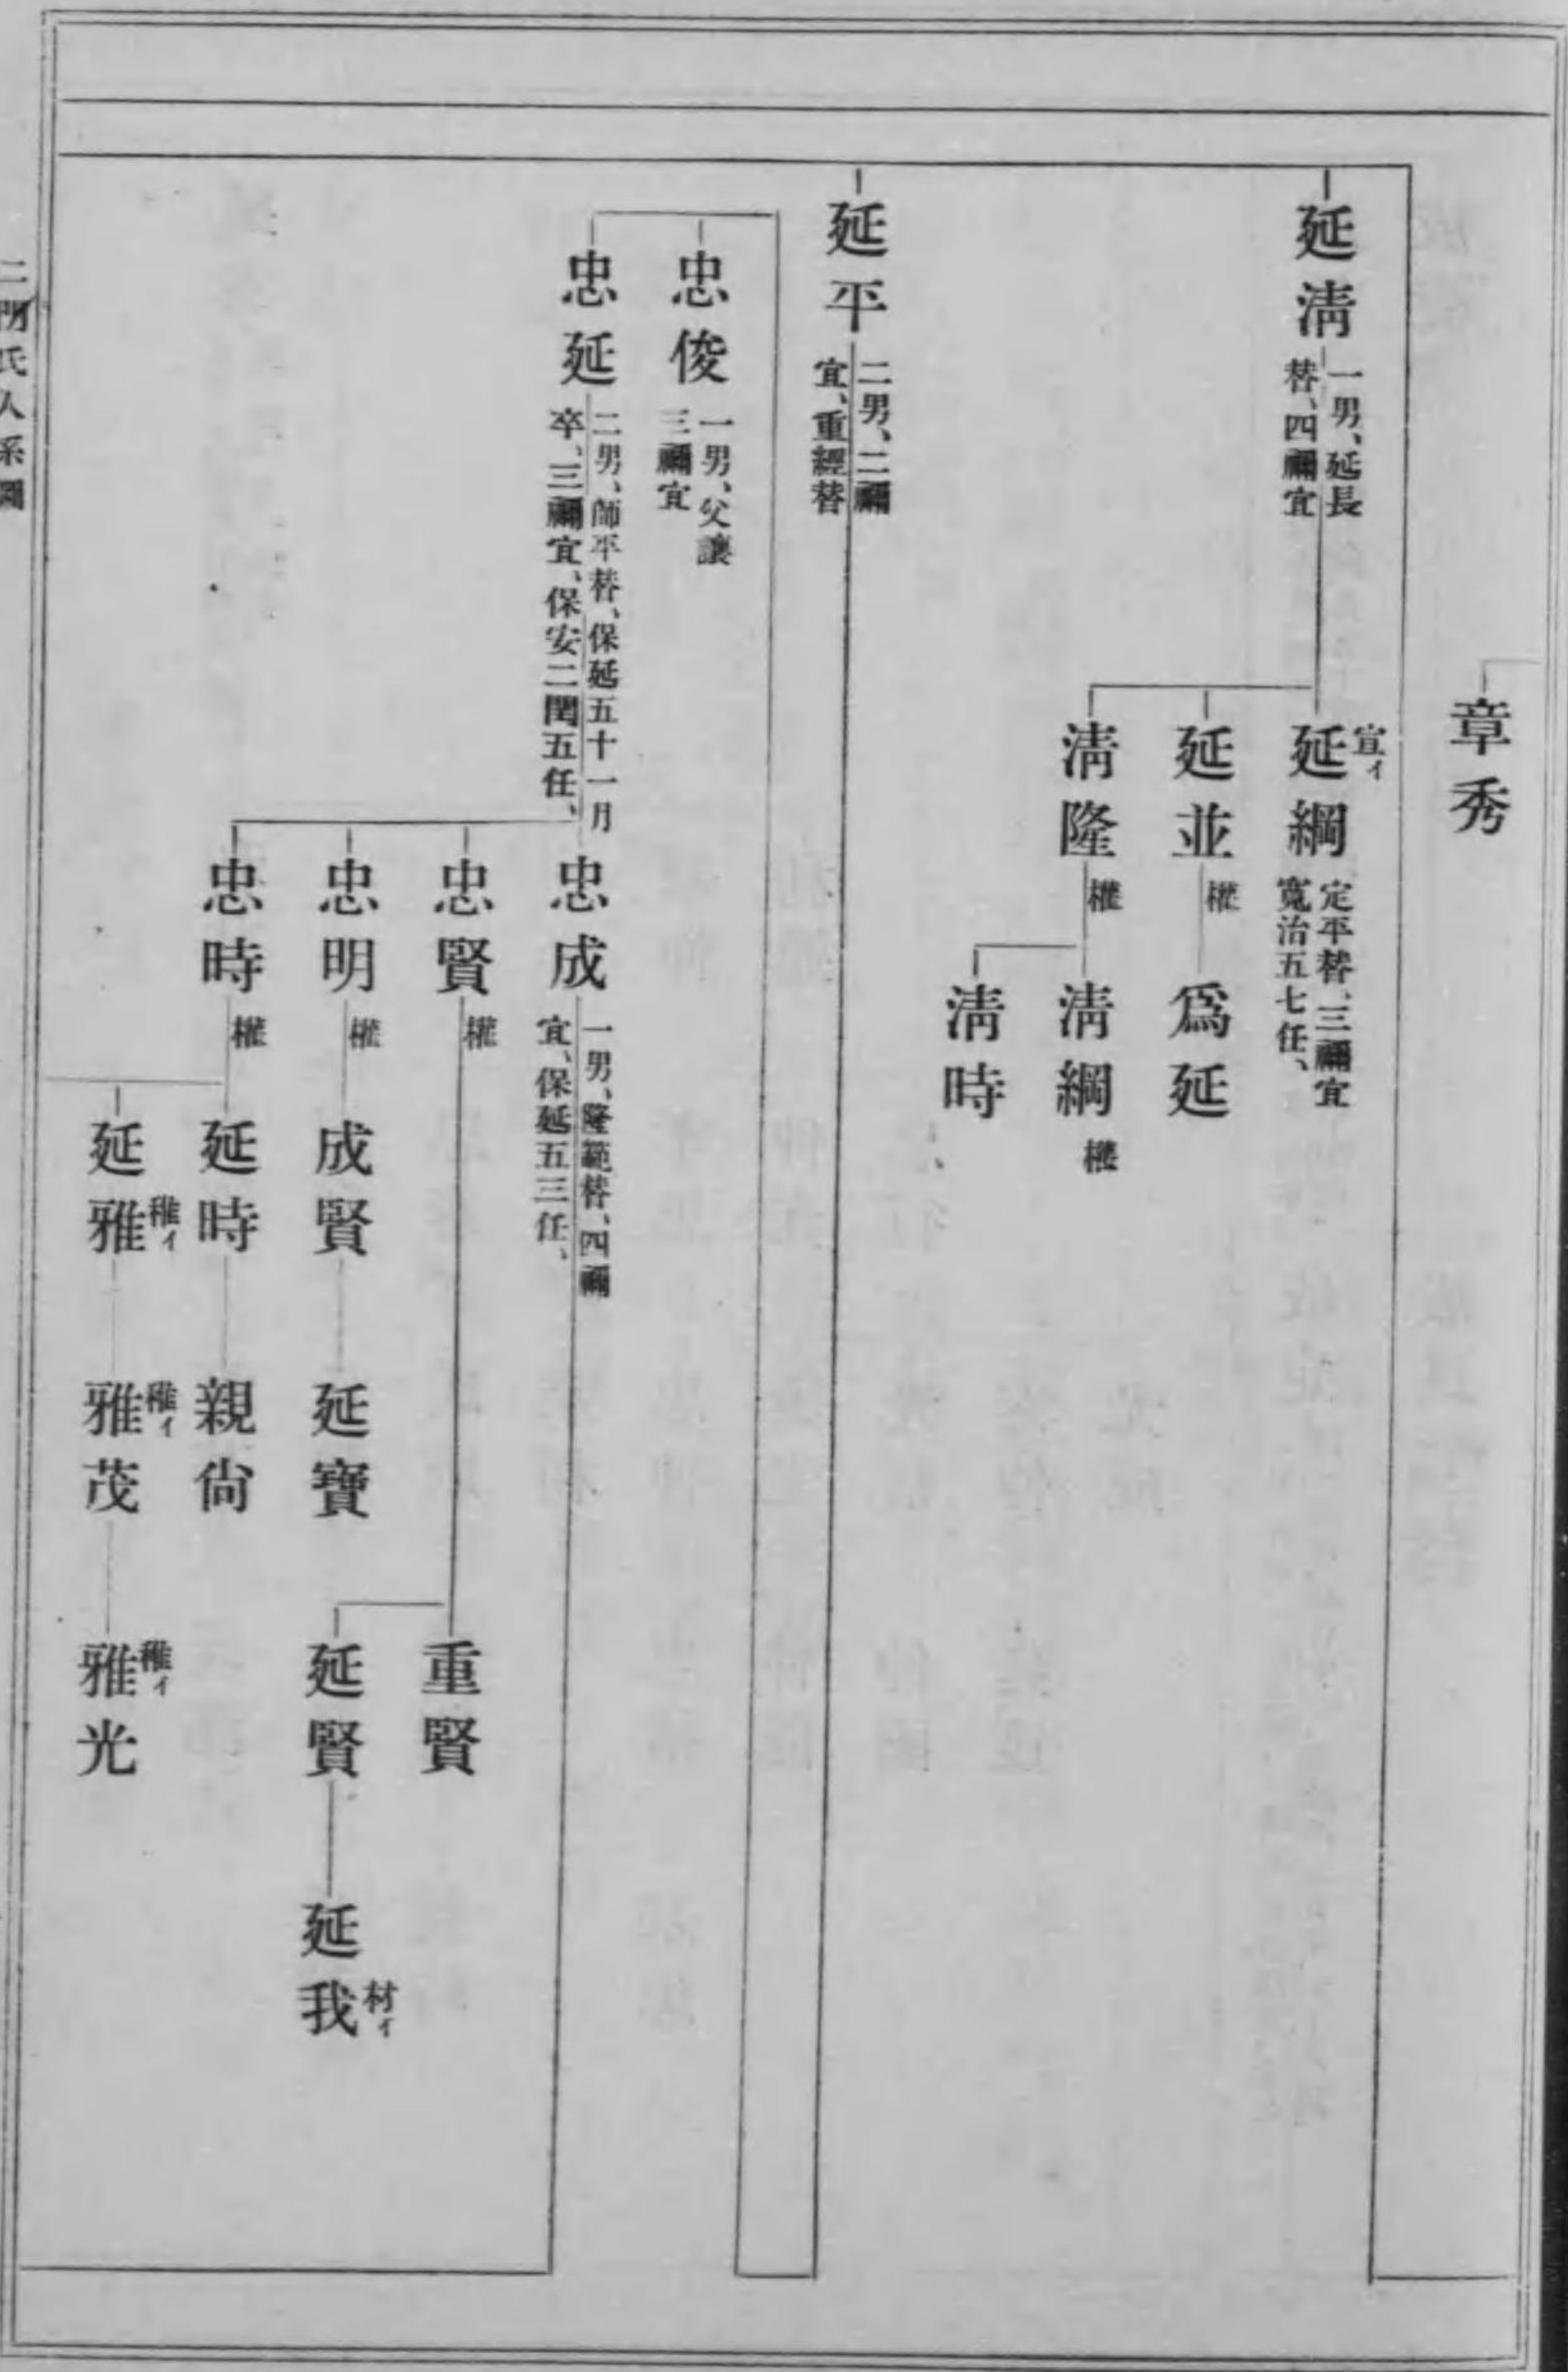 章秀
延淸
一男、延長
替、四禰宜
延綱
宣イ
定平替、三禰宜
寬治五七任、
延並
權
爲延
淸隆
權
淸綱
權
淸時
延平
二男、二禰
宜、重經替
忠俊
一男、父讓
三禰宜
忠延
二男、師平替、保延五十一月
卒、三禰宜、保安二閏五任、
忠成
一男、隆範替、四禰
宜、保延五三任、
忠賢
權
重賢
延賢
延我
材イ
忠明
權
成賢
延寶
忠時
權
延時
親尙
延雅
稚イ
雅茂
稚イ
雅光
稚イ
二門氏人系圖